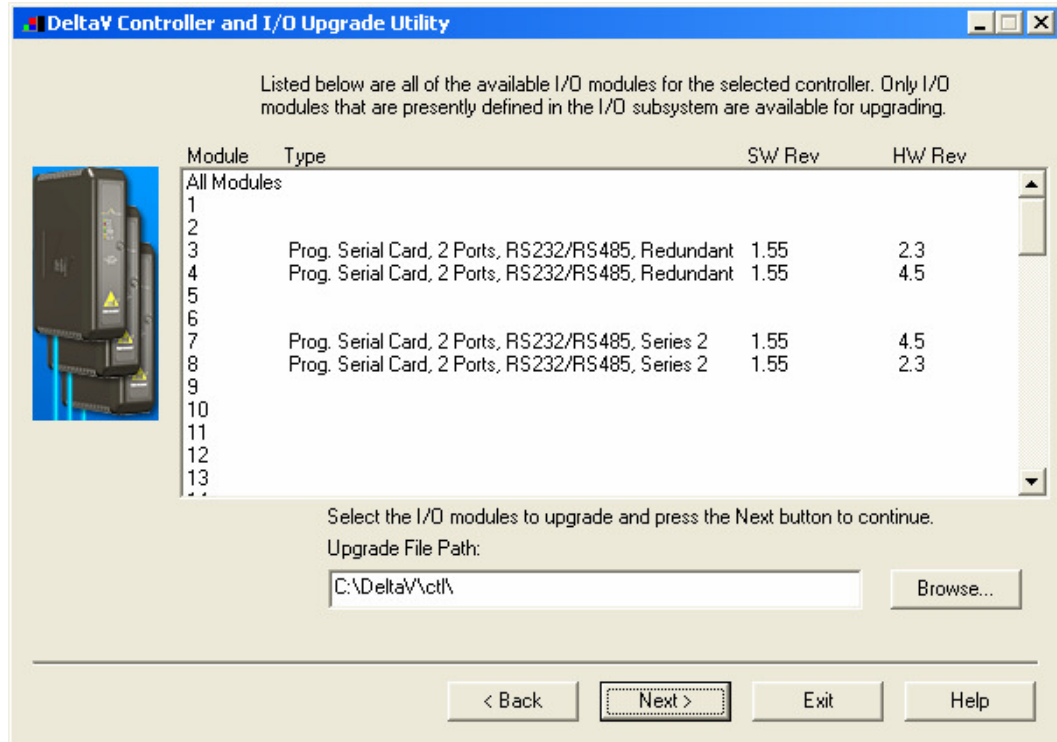 DeltaV Controller and I/O Upgrade Utility
Listed below are all of the available I/O modules for the selected controller. Only I/O
modules that are presently defined in the I/O subsystem are available for upgrading.
Module Type SW Rev HW Rev
All Modules
1
2
3 Prog. Serial Card, 2 Ports, RS232/RS485, Redundant 1.55 2.3
4 Prog. Serial Card, 2 Ports, RS232/RS485, Redundant 1.55 4.5
5
6
7 Prog. Serial Card, 2 Ports, RS232/RS485, Series 2 1.55 4.5
8 Prog. Serial Card, 2 Ports, RS232/RS485, Series 2 1.55 2.3
9
10
11
12
13
Select the I/O modules to upgrade and press the Next button to continue.
Upgrade File Path:
C:\DeltaV\ctl\
Browse...
< Back Next > Exit Help